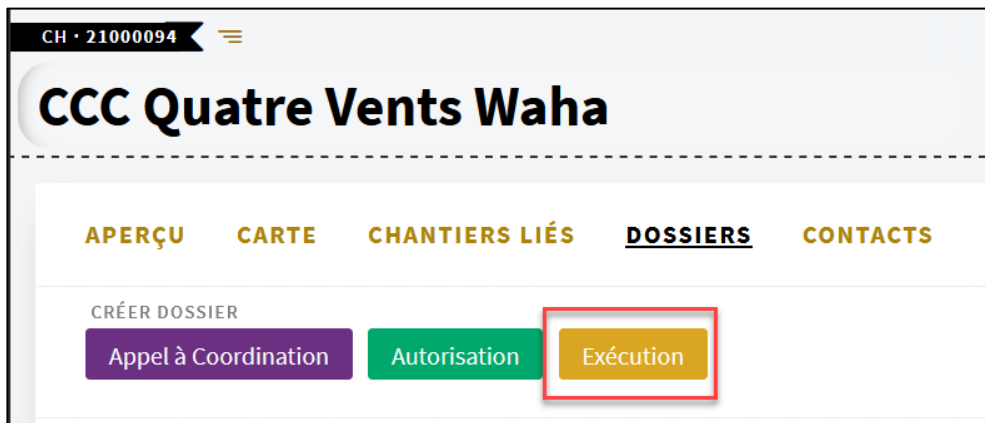 CH · 21000094
CCC Quatre Vents Waha
APERÇU CARTE CHANTIERS LIÉS DOSSIERS CONTACTS
CRÉER DOSSIER
Appel à Coordination Autorisation Exécution